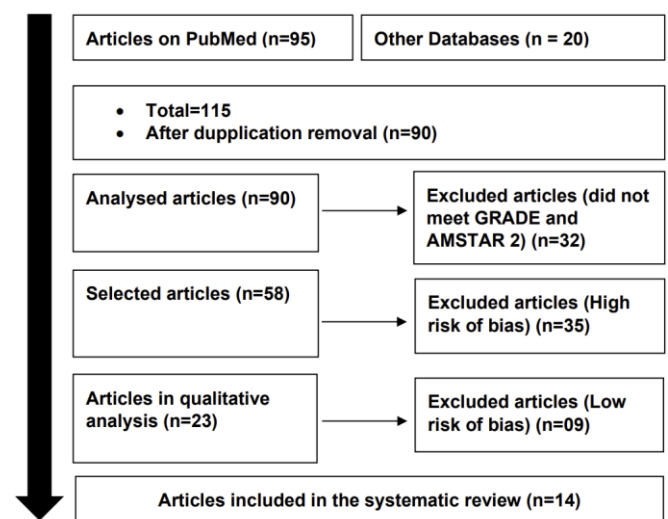 Articles on PubMed (n=95)
Other Databases (n = 20)
• Total=115
• After dupplication removal (n=90)
Analysed articles (n=90)
Excluded articles (did not
meet GRADE and
AMSTAR 2) (n=32)
Selected articles (n=58)
Excluded articles (High
risk of bias) (n=35)
Articles in qualitative
analysis (n=23)
Excluded articles (Low
risk of bias) (n=09)
Articles included in the systematic review (n=14)